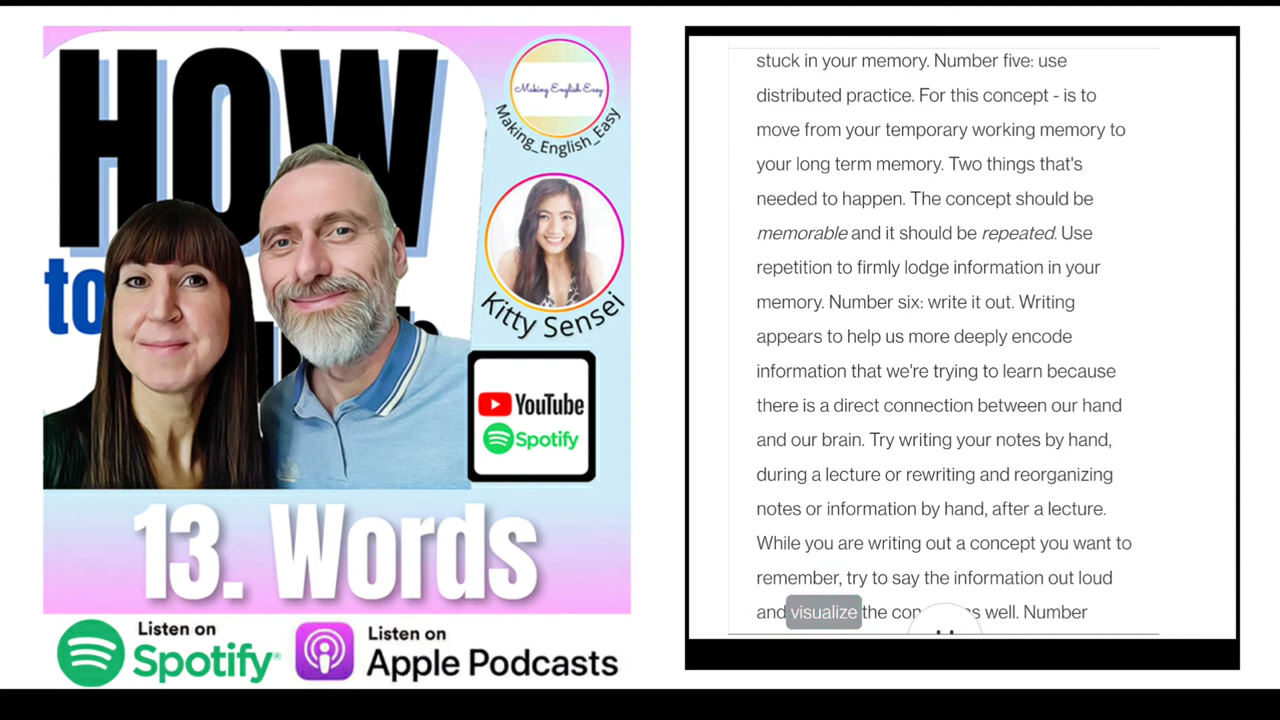 HOW
to
Making English Easy
Making_English_Easy
Kitty Sensei
YouTube
Spotify
13. Words
Listen on
Spotify
Listen on
Apple Podcasts
stuck in your memory. Number five: use
distributed practice. For this concept - is to
move from your temporary working memory to
your long term memory. Two things that's
needed to happen. The concept should be
memorable and it should be repeated. Use
repetition to firmly lodge information in your
memory. Number six: write it out. Writing
appears to help us more deeply encode
information that we're trying to learn because
there is a direct connection between our hand
and our brain. Try writing your notes by hand,
during a lecture or rewriting and reorganizing
notes or information by hand, after a lecture.
While you are writing out a concept you want to
remember, try to say the information out loud
and visualize the con as well. Number